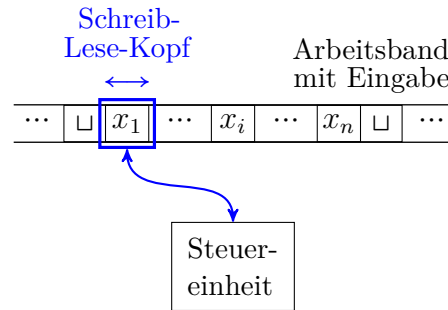 Schreib-
Lese-Kopf
Arbeitsband
mit Eingabe
··· ⊔ x₁ ··· xᵢ ··· xₙ ⊔ ···
Steuer-
einheit